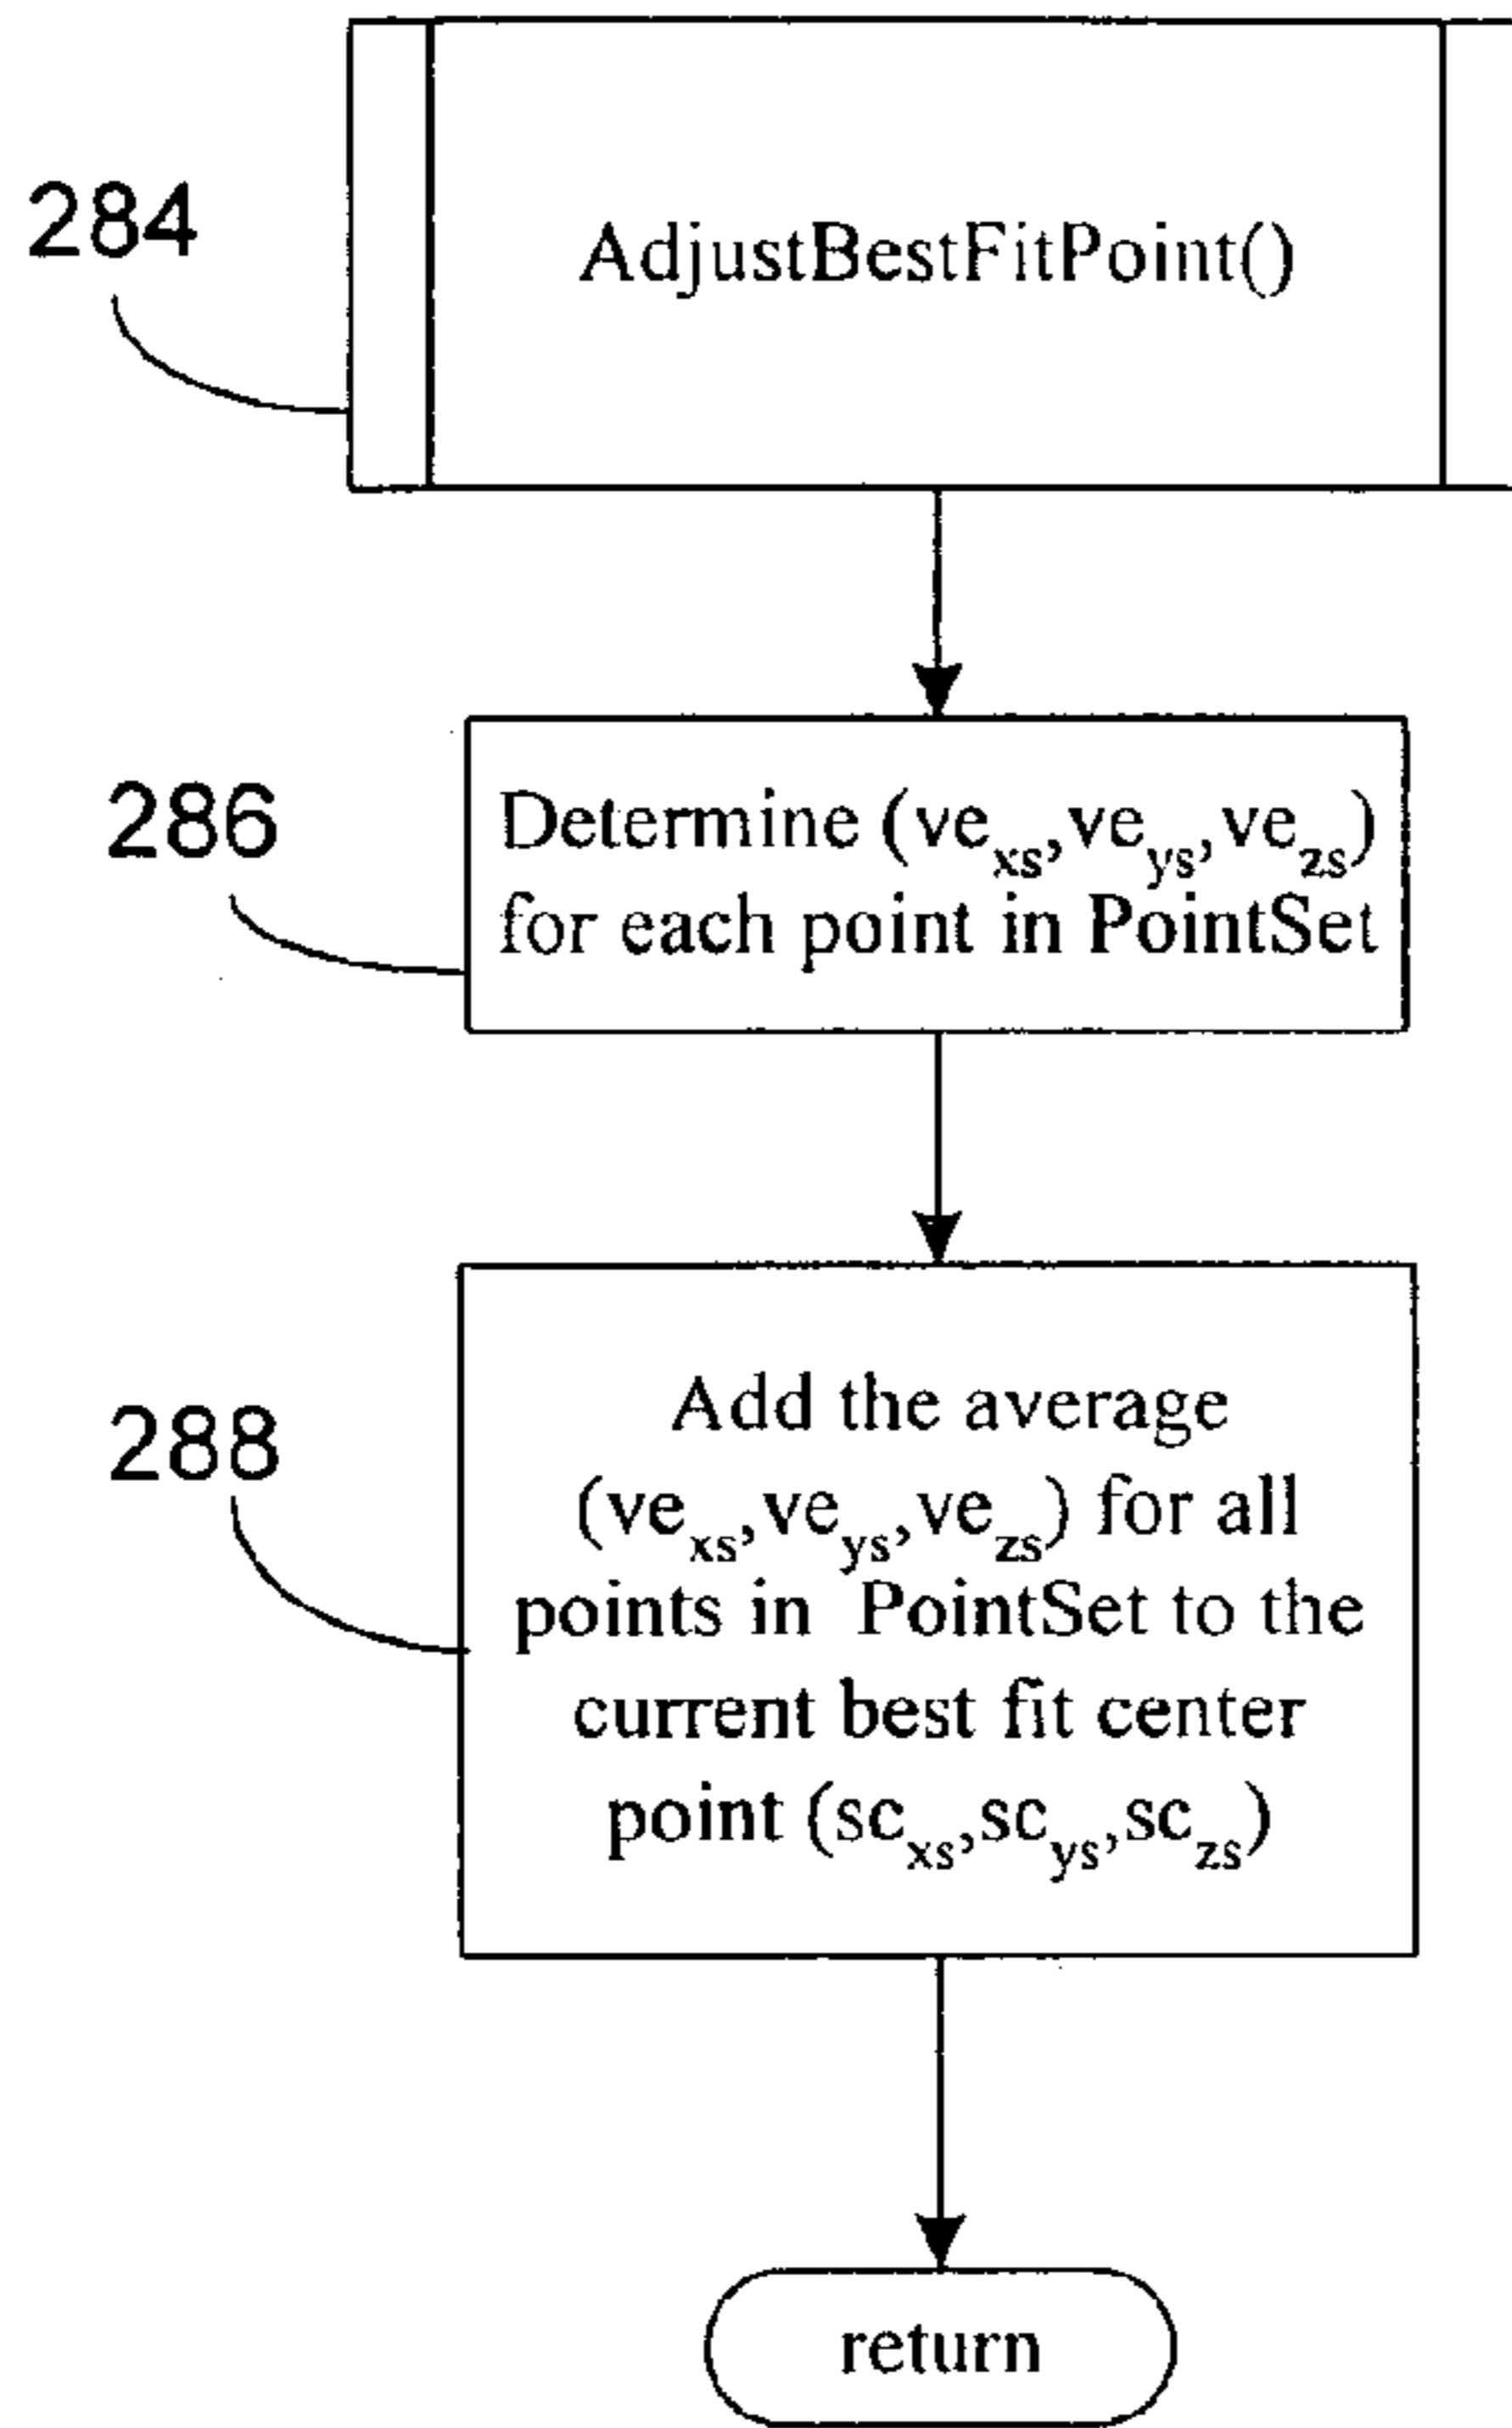 284
AdjustBestFitPoint()
286
Determine (ve_xs,ve_ys,ve_zs)
for each point in PointSet
288
Add the average
(ve_xs,ve_ys,ve_zs) for all
points in PointSet to the
current best fit center
point (sc_xs,sc_ys,sc_zs)
return